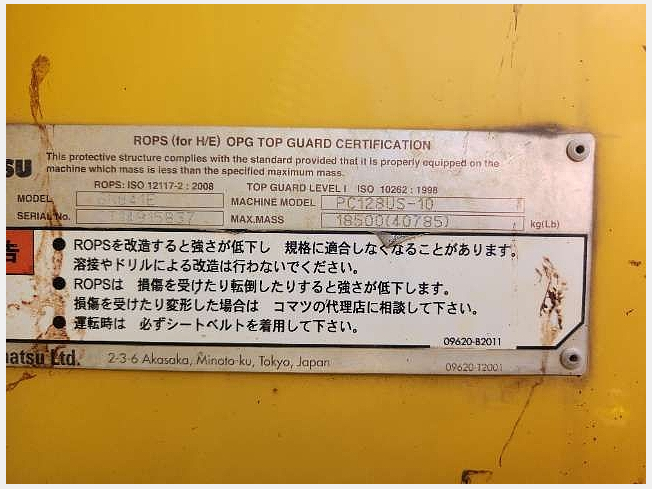 ROPS (for H/E) OPG TOP GUARD CERTIFICATION
This protective structure complies with the standard provided that it is properly equipped on the
machine which mass is less than the specified maximum mass.
ROPS: ISO 12117-2 : 2008 TOP GUARD LEVEL I ISO 10262 : 1998
MODEL MACHINE MODEL PC128US-10
SERIAL No. MAX.MASS 18500(40785) kg(Lb)
告
● ROPSを改造すると強さが低下し 規格に適合しなくなることがあります。
溶接やドリルによる改造は行わないでください。
● ROPSは 損傷を受けたり転倒したりすると強さが低下します。
損傷を受けたり変形した場合は コマツの代理店に相談して下さい。
● 運転時は 必ずシートベルトを着用して下さい。
09620-B2011
matsu Ltd. 2-3-6 Akasaka, Minato-ku, Tokyo, Japan 09620-12001